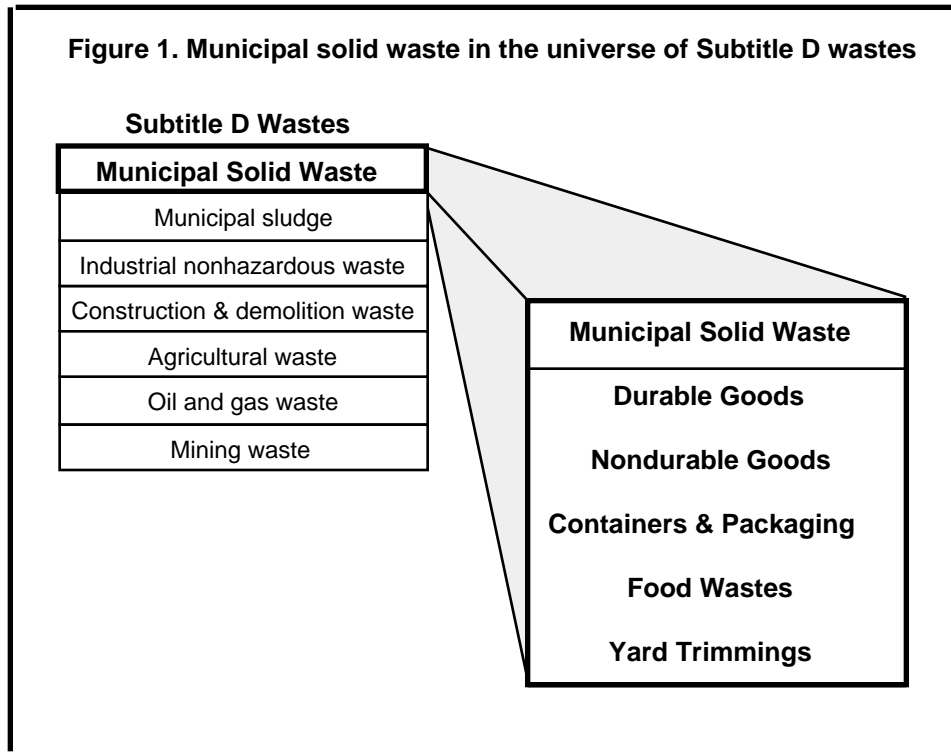 Figure 1. Municipal solid waste in the universe of Subtitle D wastes
Subtitle D Wastes
Municipal Solid Waste
Municipal sludge
Industrial nonhazardous waste
Construction & demolition waste
Agricultural waste
Oil and gas waste
Mining waste
Municipal Solid Waste
Durable Goods
Nondurable Goods
Containers & Packaging
Food Wastes
Yard Trimmings